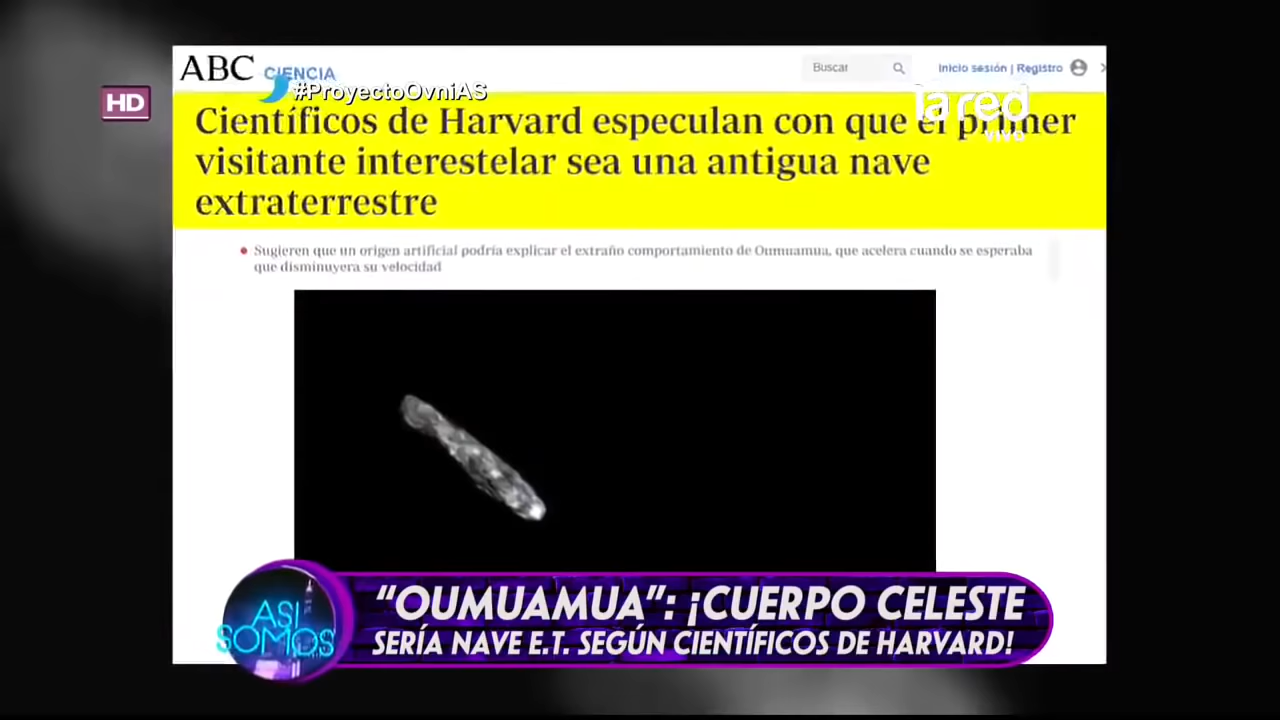 ABC CIENCIA
Buscar
Inicio sesión | Registro
HD
#ProyectoOvniAS
la red
VIVO
Científicos de Harvard especulan con que el primer
visitante interestelar sea una antigua nave
extraterrestre
Sugieren que un origen artificial podría explicar el extraño comportamiento de Oumuamua, que acelera cuando se esperaba
que disminuyera su velocidad
ASI
SOMOS
“OUMUAMUA”: ¡CUERPO CELESTE
SERÍA NAVE E.T. SEGÚN CIENTÍFICOS DE HARVARD!